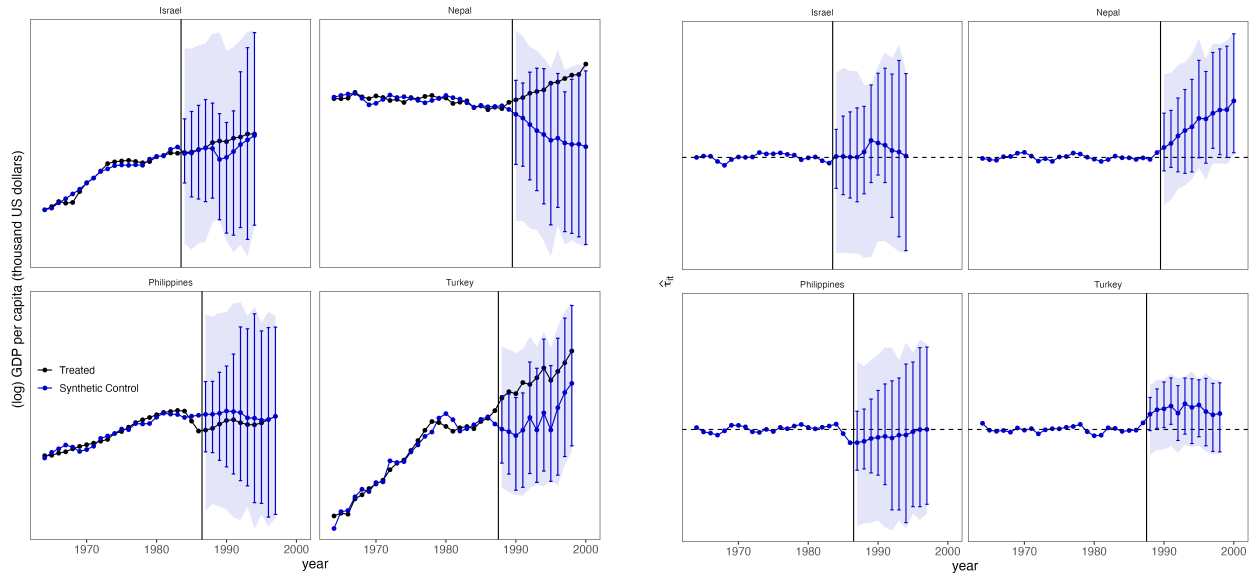 Israel
Nepal
Philippines
Turkey
Treated
Synthetic Control
(log) GDP per capita (thousand US dollars)
1970
1980
1990
2000
1970
1980
1990
2000
year
Israel
Nepal
Philippines
Turkey
τ̂it
1970
1980
1990
2000
1970
1980
1990
2000
year